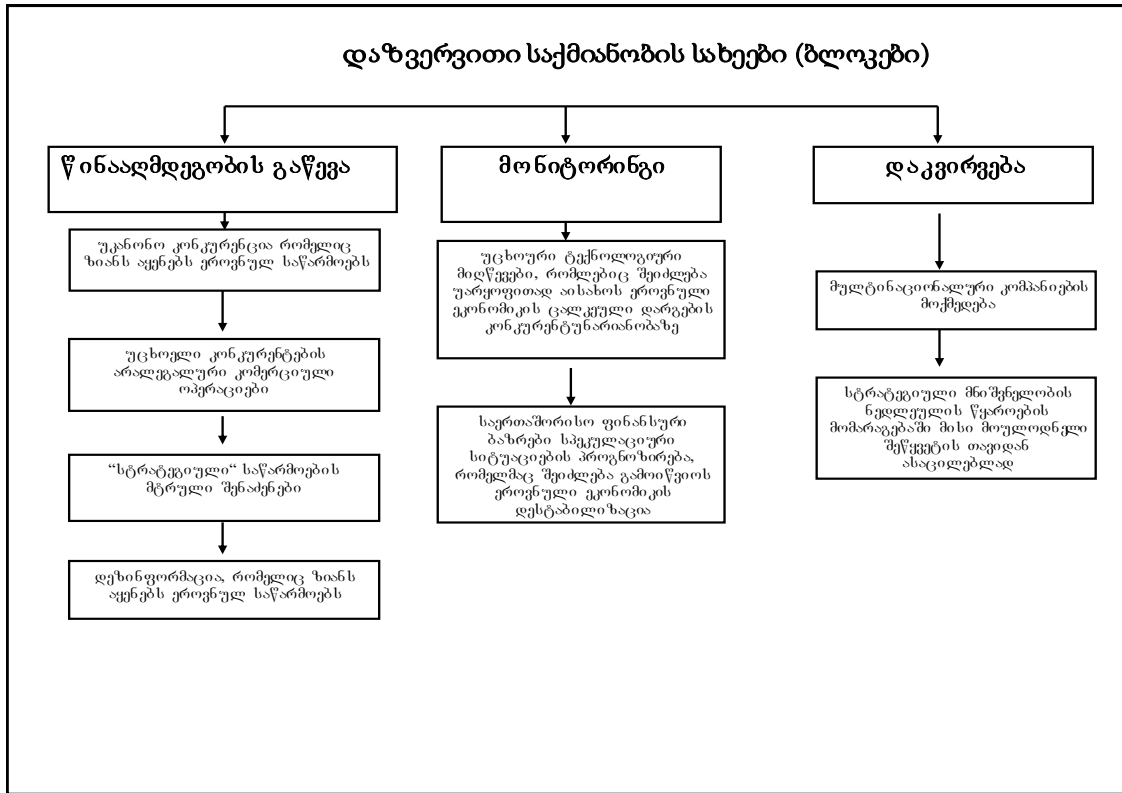 დაზვერვითი საქმიანობის სახეები (ბლოკები)
წინააღმდეგობის გაწევა
უკანონო კონკურენცია რომელიც
ზიანს აყენებს ეროვნულ საწარმოებს
უცხოელი კონკურენტების
არალეგალური კომერციული
ოპერაციები
“სტრატეგიული“ საწარმოების
მტრული შენაძენები
დეზინფორმაცია, რომელიც ზიანს
აყენებს ეროვნულ საწარმოებს
მონიტორინგი
უცხოური ტექნოლოგიური
მიღწევები, რომლებიც შეიძლება
უარყოფითად აისახოს ეროვნული
ეკონომიკის ცალკეული დარგების
კონკურენტუნარიანობაზე
საერთაშორისო ფინანსური
ბაზრები სპეკულაციური
სიტუაციების პროგნოზირება,
რომელმაც შეიძლება გამოიწვიოს
ეროვნული ეკონომიკის
დესტაბილიზაცია
დაკვირვება
მულტინაციონალური კომპანიების
მოქმედება
სტრატეგიული მნიშვნელობის
ნედლეულის წყაროების
მომარაგებაში მისი მოულოდნელი
შეწყვეტის თავიდან
ასაცილებლად